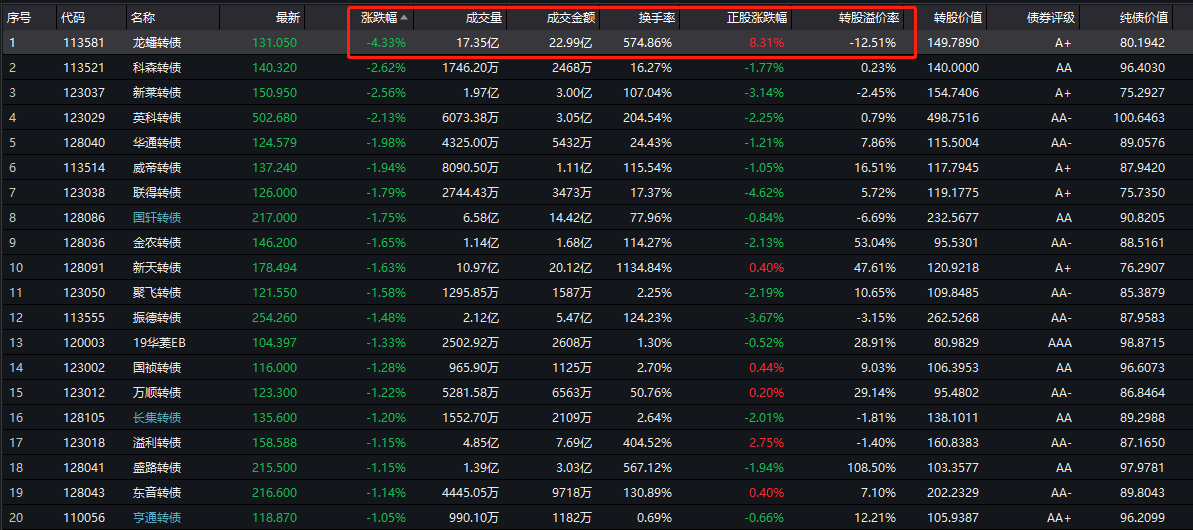 序号 代码 名称 最新 涨跌幅 成交量 成交金额 换手率 正股涨跌幅 转股溢价率 转股价值 债券评级 纯债价值
1 113581 龙蟠转债 131.050 -4.33% 17.35亿 22.99亿 574.86% 8.31% -12.51% 149.7890 A+ 80.1942
2 113521 科森转债 140.320 -2.62% 1746.20万 2468万 16.27% -1.77% 0.23% 140.0000 AA 96.4030
3 123037 新莱转债 150.950 -2.56% 1.97亿 3.00亿 107.04% -3.14% -2.45% 154.7406 A+ 75.2927
4 123029 英科转债 502.680 -2.13% 6073.38万 3.05亿 204.54% -2.25% 0.79% 498.7516 AA- 100.6463
5 128040 华通转债 124.579 -1.98% 4325.00万 5432万 24.43% -1.21% 7.86% 115.5004 AA- 89.0576
6 113514 威帝转债 137.240 -1.94% 8090.50万 1.11亿 115.54% -1.05% 16.51% 117.7945 A+ 87.9420
7 123038 联得转债 126.000 -1.79% 2744.43万 3473万 17.37% -4.62% 5.72% 119.1775 A+ 75.7350
8 128086 国轩转债 217.000 -1.75% 6.58亿 14.42亿 77.96% -0.84% -6.69% 232.5677 AA 90.8205
9 128036 金农转债 146.200 -1.65% 1.14亿 1.68亿 114.27% -2.13% 53.04% 95.5301 AA- 88.5161
10 128091 新天转债 178.494 -1.63% 10.97亿 20.12亿 1134.84% 0.40% 47.61% 120.9218 A+ 76.2907
11 123050 聚飞转债 121.550 -1.58% 1295.85万 1587万 2.25% -2.19% 10.65% 109.8485 AA- 85.3879
12 113555 振德转债 254.260 -1.48% 2.12亿 5.47亿 124.23% -3.67% -3.15% 262.5268 AA- 87.9583
13 120003 19华菱EB 104.397 -1.33% 2502.92万 2608万 1.30% -0.52% 28.91% 80.9829 AAA 98.8715
14 123002 国祯转债 116.000 -1.28% 965.90万 1125万 2.70% 0.44% 9.03% 106.3953 AA 96.6073
15 123012 万顺转债 123.300 -1.22% 5281.58万 6563万 50.76% 0.20% 29.14% 95.4802 AA- 86.8464
16 128105 长集转债 135.600 -1.20% 1552.70万 2109万 2.64% -2.01% -1.81% 138.1011 AA 89.2988
17 123018 溢利转债 158.588 -1.15% 4.85亿 7.69亿 404.52% 2.75% -1.40% 160.8383 AA- 87.1650
18 128041 盛路转债 215.500 -1.15% 1.39亿 3.03亿 567.12% -1.94% 108.50% 103.3577 AA 97.9781
19 128043 东音转债 216.600 -1.14% 4445.05万 9718万 130.89% 0.40% 7.10% 202.2329 AA- 89.8043
20 110056 亨通转债 118.870 -1.05% 990.10万 1182万 0.69% -0.66% 12.21% 105.9387 AA+ 96.2099